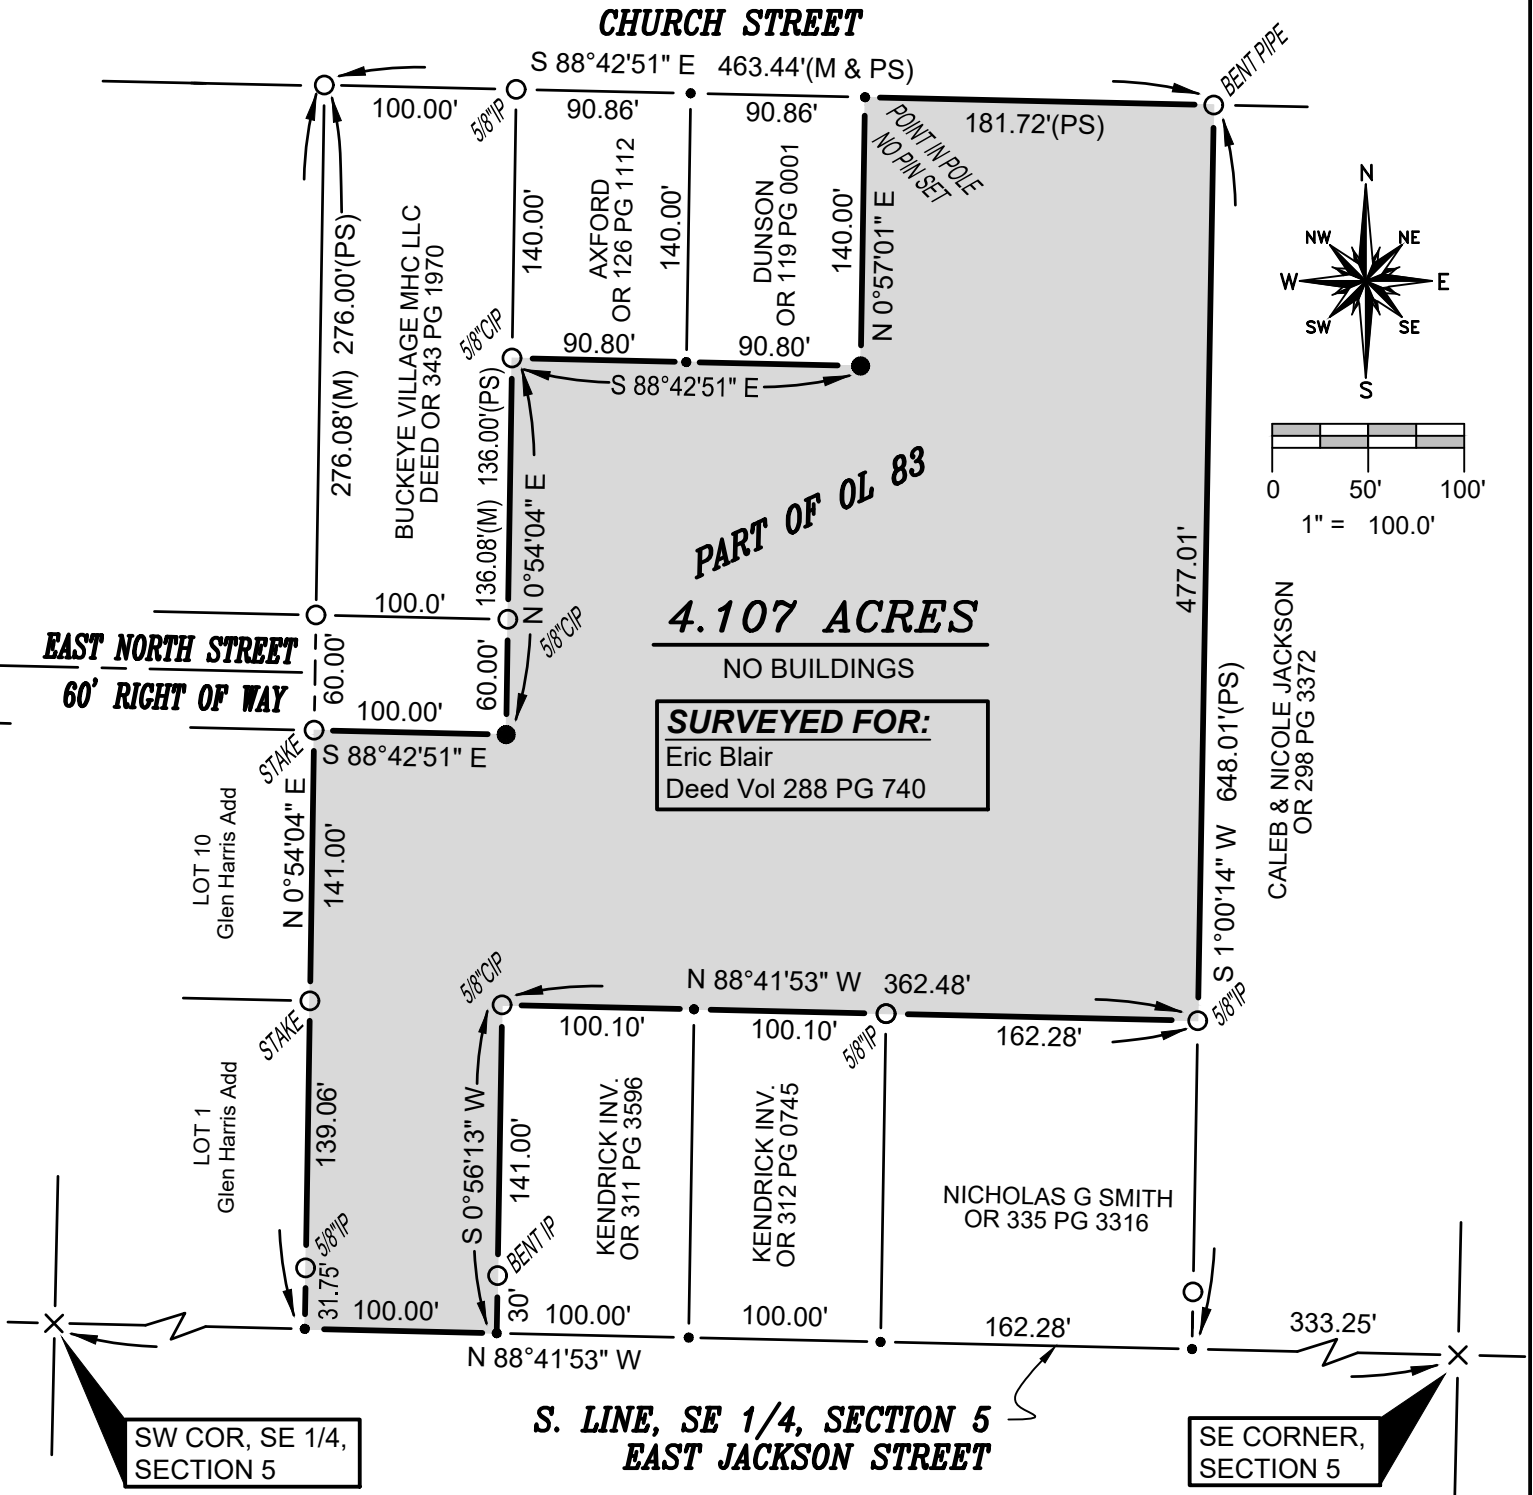 CHURCH STREET
S 88°42'51" E 463.44'(M & PS)
BENT PIPE
100.00'
5/8"IP
90.86'
90.86'
181.72'(PS)
POINT IN POLE
NO PIN SET
276.08'(M) 276.00'(PS)
BUCKEYE VILLAGE MHC LLC
DEED OR 343 PG 1970
140.00'
AXFORD
OR 126 PG 1112
140.00'
DUNSON
OR 119 PG 0001
140.00'
N 0°57'01" E
N
NW
NE
W
E
SW
SE
S
5/8"CIP
90.80'
90.80'
S 88°42'51" E
136.08'(M) 136.00'(PS)
N 0°54'04" E
0
50'
100'
1" = 100.0'
PART OF OL 83
477.01'
100.0'
5/8"CIP
4.107 ACRES
NO BUILDINGS
EAST NORTH STREET
60' RIGHT OF WAY
60.00'
60.00'
100.00'
S 88°42'51" E
STAKE
SURVEYED FOR:
Eric Blair
Deed Vol 288 PG 740
S 1°00'14" W 648.01'(PS)
CALEB & NICOLE JACKSON
OR 298 PG 3372
LOT 10
Glen Harris Add
N 0°54'04" E
141.00'
5/8"CIP
N 88°41'53" W 362.48'
100.10'
100.10'
5/8"IP
162.28'
5/8"IP
STAKE
LOT 1
Glen Harris Add
139.06'
S 0°56'13" W
141.00'
KENDRICK INV.
OR 311 PG 3596
KENDRICK INV.
OR 312 PG 0745
NICHOLAS G SMITH
OR 335 PG 3316
5/8"IP
31.75'
BENT IP
30'
100.00'
100.00'
100.00'
162.28'
333.25'
N 88°41'53" W
S. LINE, SE 1/4, SECTION 5
EAST JACKSON STREET
SW COR, SE 1/4,
SECTION 5
SE CORNER,
SECTION 5